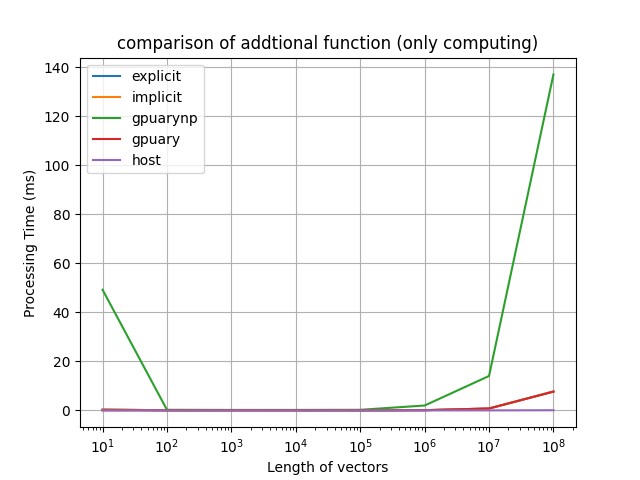 comparison of addtional function (only computing)
explicit
implicit
gpuarynp
gpuary
host
Processing Time (ms)
140
120
100
80
60
40
20
0
10¹ 10² 10³ 10⁴ 10⁵ 10⁶ 10⁷ 10⁸
Length of vectors